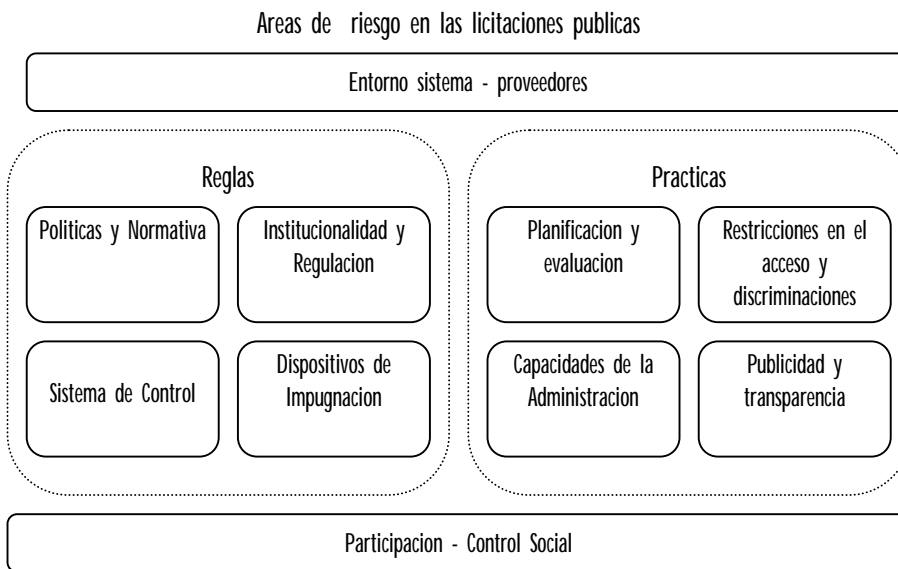 Areas de riesgo en las licitaciones publicas
Entorno sistema - proveedores
Reglas
Politicas y Normativa
Institucionalidad y
Regulacion
Sistema de Control
Dispositivos de
Impugnacion
Practicas
Planificacion y
evaluacion
Restricciones en el
acceso y
discriminaciones
Capacidades de la
Administracion
Publicidad y
transparencia
Participacion - Control Social